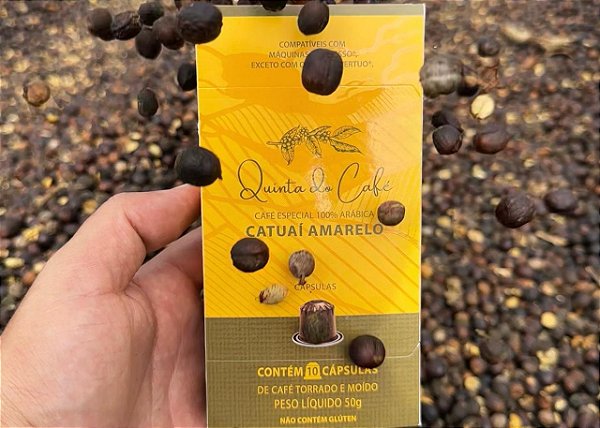 COMPATÍVEIS COM
MÁQUINAS
EXCETO COM
Quinta do Café
CAFÉ ESPECIAL 100% ARÁBICA
CATUAÍ AMARELO
CÁPSULAS
CONTÉM 10 CÁPSULAS
DE CAFÉ TORRADO E MOÍDO
PESO LÍQUIDO 50g
NÃO CONTÉM GLÚTEN